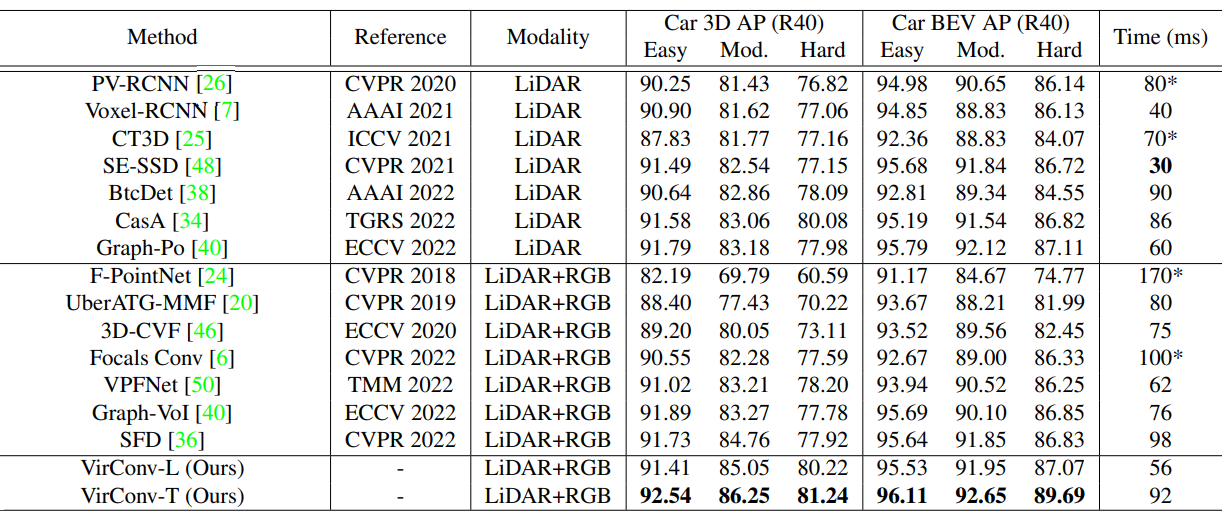 Method Reference Modality Car 3D AP (R40) Car BEV AP (R40) Time (ms)
Easy Mod. Hard Easy Mod. Hard
PV-RCNN [26] CVPR 2020 LiDAR 90.25 81.43 76.82 94.98 90.65 86.14 80*
Voxel-RCNN [7] AAAI 2021 LiDAR 90.90 81.62 77.06 94.85 88.83 86.13 40
CT3D [25] ICCV 2021 LiDAR 87.83 81.77 77.16 92.36 88.83 84.07 70*
SE-SSD [48] CVPR 2021 LiDAR 91.49 82.54 77.15 95.68 91.84 86.72 30
BtcDet [38] AAAI 2022 LiDAR 90.64 82.86 78.09 92.81 89.34 84.55 90
CasA [34] TGRS 2022 LiDAR 91.58 83.06 80.08 95.19 91.54 86.82 86
Graph-Po [40] ECCV 2022 LiDAR 91.79 83.18 77.98 95.79 92.12 87.11 60
F-PointNet [24] CVPR 2018 LiDAR+RGB 82.19 69.79 60.59 91.17 84.67 74.77 170*
UberATG-MMF [20] CVPR 2019 LiDAR+RGB 88.40 77.43 70.22 93.67 88.21 81.99 80
3D-CVF [46] ECCV 2020 LiDAR+RGB 89.20 80.05 73.11 93.52 89.56 82.45 75
Focals Conv [6] CVPR 2022 LiDAR+RGB 90.55 82.28 77.59 92.67 89.00 86.33 100*
VPFNet [50] TMM 2022 LiDAR+RGB 91.02 83.21 78.20 93.94 90.52 86.25 62
Graph-VoI [40] ECCV 2022 LiDAR+RGB 91.89 83.27 77.78 95.69 90.10 86.85 76
SFD [36] CVPR 2022 LiDAR+RGB 91.73 84.76 77.92 95.64 91.85 86.83 98
VirConv-L (Ours) - LiDAR+RGB 91.41 85.05 80.22 95.53 91.95 87.07 56
VirConv-T (Ours) - LiDAR+RGB 92.54 86.25 81.24 96.11 92.65 89.69 92